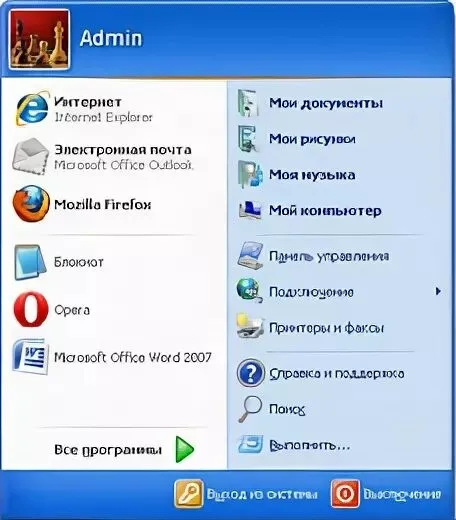 Admin
Интернет
Internet Explorer
Электронная почта
Microsoft Office Outlook
Mozilla Firefox
Блокнот
Opera
Microsoft Office Word 2007
Все программы
Мои документы
Мои рисунки
Моя музыка
Мой компьютер
Панель управления
Подключение
Принтеры и факсы
Справка и поддержка
Поиск
Выполнить...
Выход из системы
Выключение